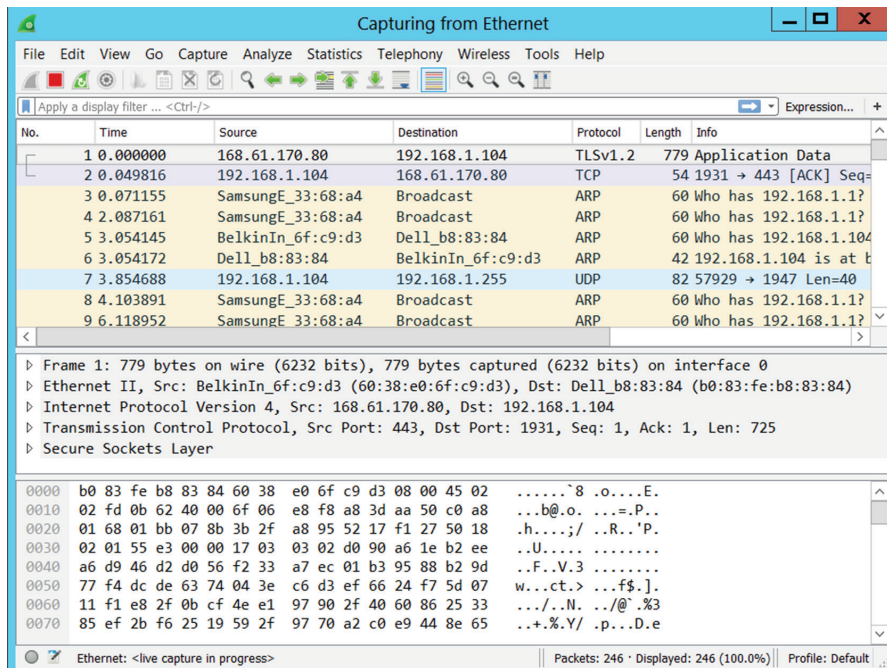 Capturing from Ethernet
File Edit View Go Capture Analyze Statistics Telephony Wireless Tools Help
Apply a display filter ... <Ctrl-/> Expression... +
No. Time Source Destination Protocol Length Info
1 0.000000 168.61.170.80 192.168.1.104 TLSv1.2 779 Application Data
2 0.049816 192.168.1.104 168.61.170.80 TCP 54 1931 → 443 [ACK] Seq=
3 0.071155 SamsungE_33:68:a4 Broadcast ARP 60 Who has 192.168.1.1?
4 2.087161 SamsungE_33:68:a4 Broadcast ARP 60 Who has 192.168.1.1?
5 3.054145 BelkinIn_6f:c9:d3 Dell_b8:83:84 ARP 60 Who has 192.168.1.104
6 3.054172 Dell_b8:83:84 BelkinIn_6f:c9:d3 ARP 42 192.168.1.104 is at b
7 3.854688 192.168.1.104 192.168.1.255 UDP 82 57929 → 1947 Len=40
8 4.103891 SamsungE_33:68:a4 Broadcast ARP 60 Who has 192.168.1.1?
9 6.118952 SamsungE_33:68:a4 Broadcast ARP 60 Who has 192.168.1.1?
Frame 1: 779 bytes on wire (6232 bits), 779 bytes captured (6232 bits) on interface 0
Ethernet II, Src: BelkinIn_6f:c9:d3 (60:38:e0:6f:c9:d3), Dst: Dell_b8:83:84 (b0:83:fe:b8:83:84)
Internet Protocol Version 4, Src: 168.61.170.80, Dst: 192.168.1.104
Transmission Control Protocol, Src Port: 443, Dst Port: 1931, Seq: 1, Ack: 1, Len: 725
Secure Sockets Layer
0000 b0 83 fe b8 83 84 60 38 e0 6f c9 d3 08 00 45 02 ......`8 .o....E.
0010 02 fd 0b 62 40 00 6f 06 e8 f8 a8 3d aa 50 c0 a8 ...b@.o. ...=.P..
0020 01 68 01 bb 07 8b 3b 2f a8 95 52 17 f1 27 50 18 .h....;/ ..R..'P.
0030 02 01 55 e3 00 00 17 03 03 02 d0 90 a6 1e b2 ee ..U..... ........
0040 a6 d9 46 d2 d0 56 f2 33 a7 ec 01 b3 95 88 b2 9d ..F..V.3 ........
0050 77 f4 dc de 63 74 04 3e c6 d3 ef 66 24 f7 5d 07 w...ct.> ...f$.].
0060 11 f1 e8 2f 0b cf 4e e1 97 90 2f 40 60 86 25 33 .../..N. ../@`.%3
0070 85 ef 2b f6 25 19 59 2f 97 70 a2 c0 e9 44 8e 65 ..+.%.Y/ .p...D.e
Ethernet: <live capture in progress> Packets: 246 · Displayed: 246 (100.0%) Profile: Default